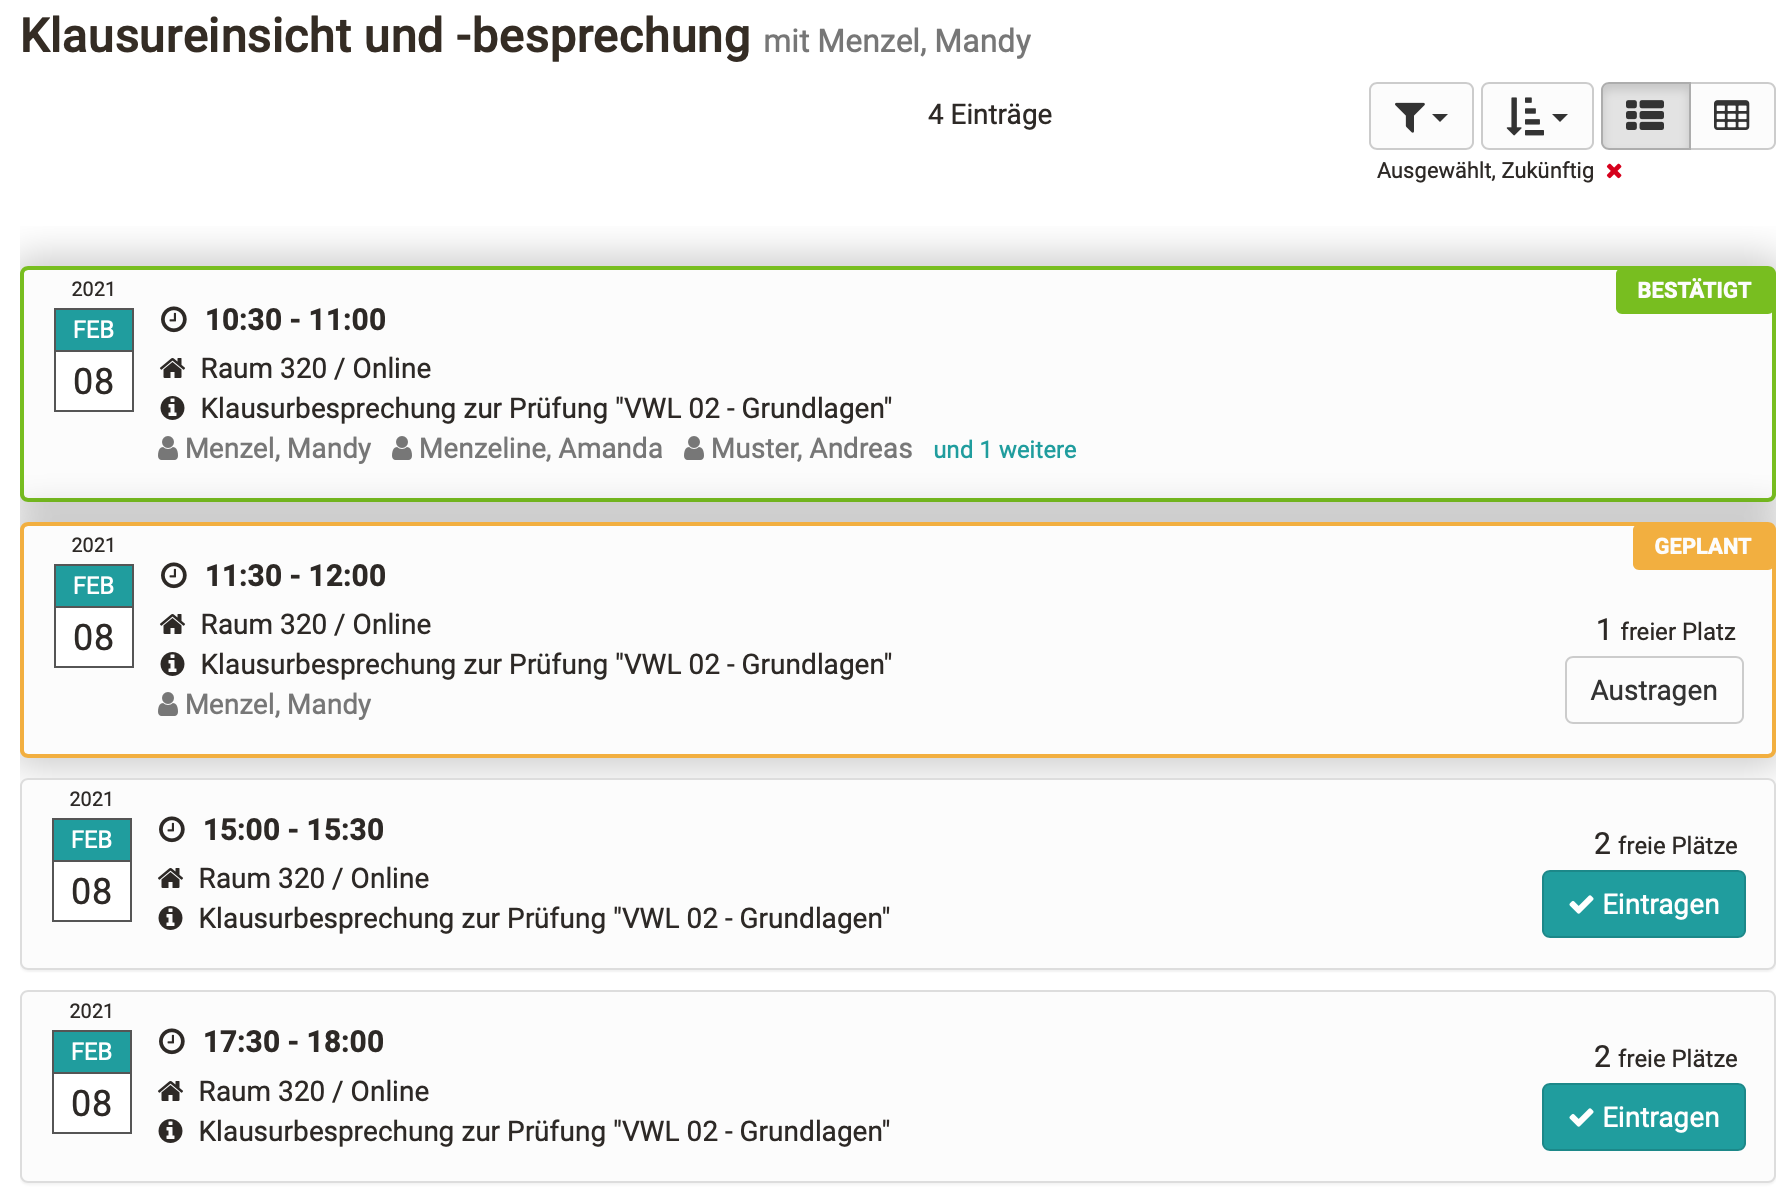 Klausureinsicht und -besprechung mit Menzel, Mandy
4 Einträge
Ausgewählt, Zukünftig
2021
FEB
08
10:30 - 11:00
Raum 320 / Online
Klausurbesprechung zur Prüfung "VWL 02 - Grundlagen"
Menzel, Mandy Menzeline, Amanda Muster, Andreas und 1 weitere
BESTÄTIGT
2021
FEB
08
11:30 - 12:00
Raum 320 / Online
Klausurbesprechung zur Prüfung "VWL 02 - Grundlagen"
Menzel, Mandy
GEPLANT
1 freier Platz
Austragen
2021
FEB
08
15:00 - 15:30
Raum 320 / Online
Klausurbesprechung zur Prüfung "VWL 02 - Grundlagen"
2 freie Plätze
Eintragen
2021
FEB
08
17:30 - 18:00
Raum 320 / Online
Klausurbesprechung zur Prüfung "VWL 02 - Grundlagen"
2 freie Plätze
Eintragen